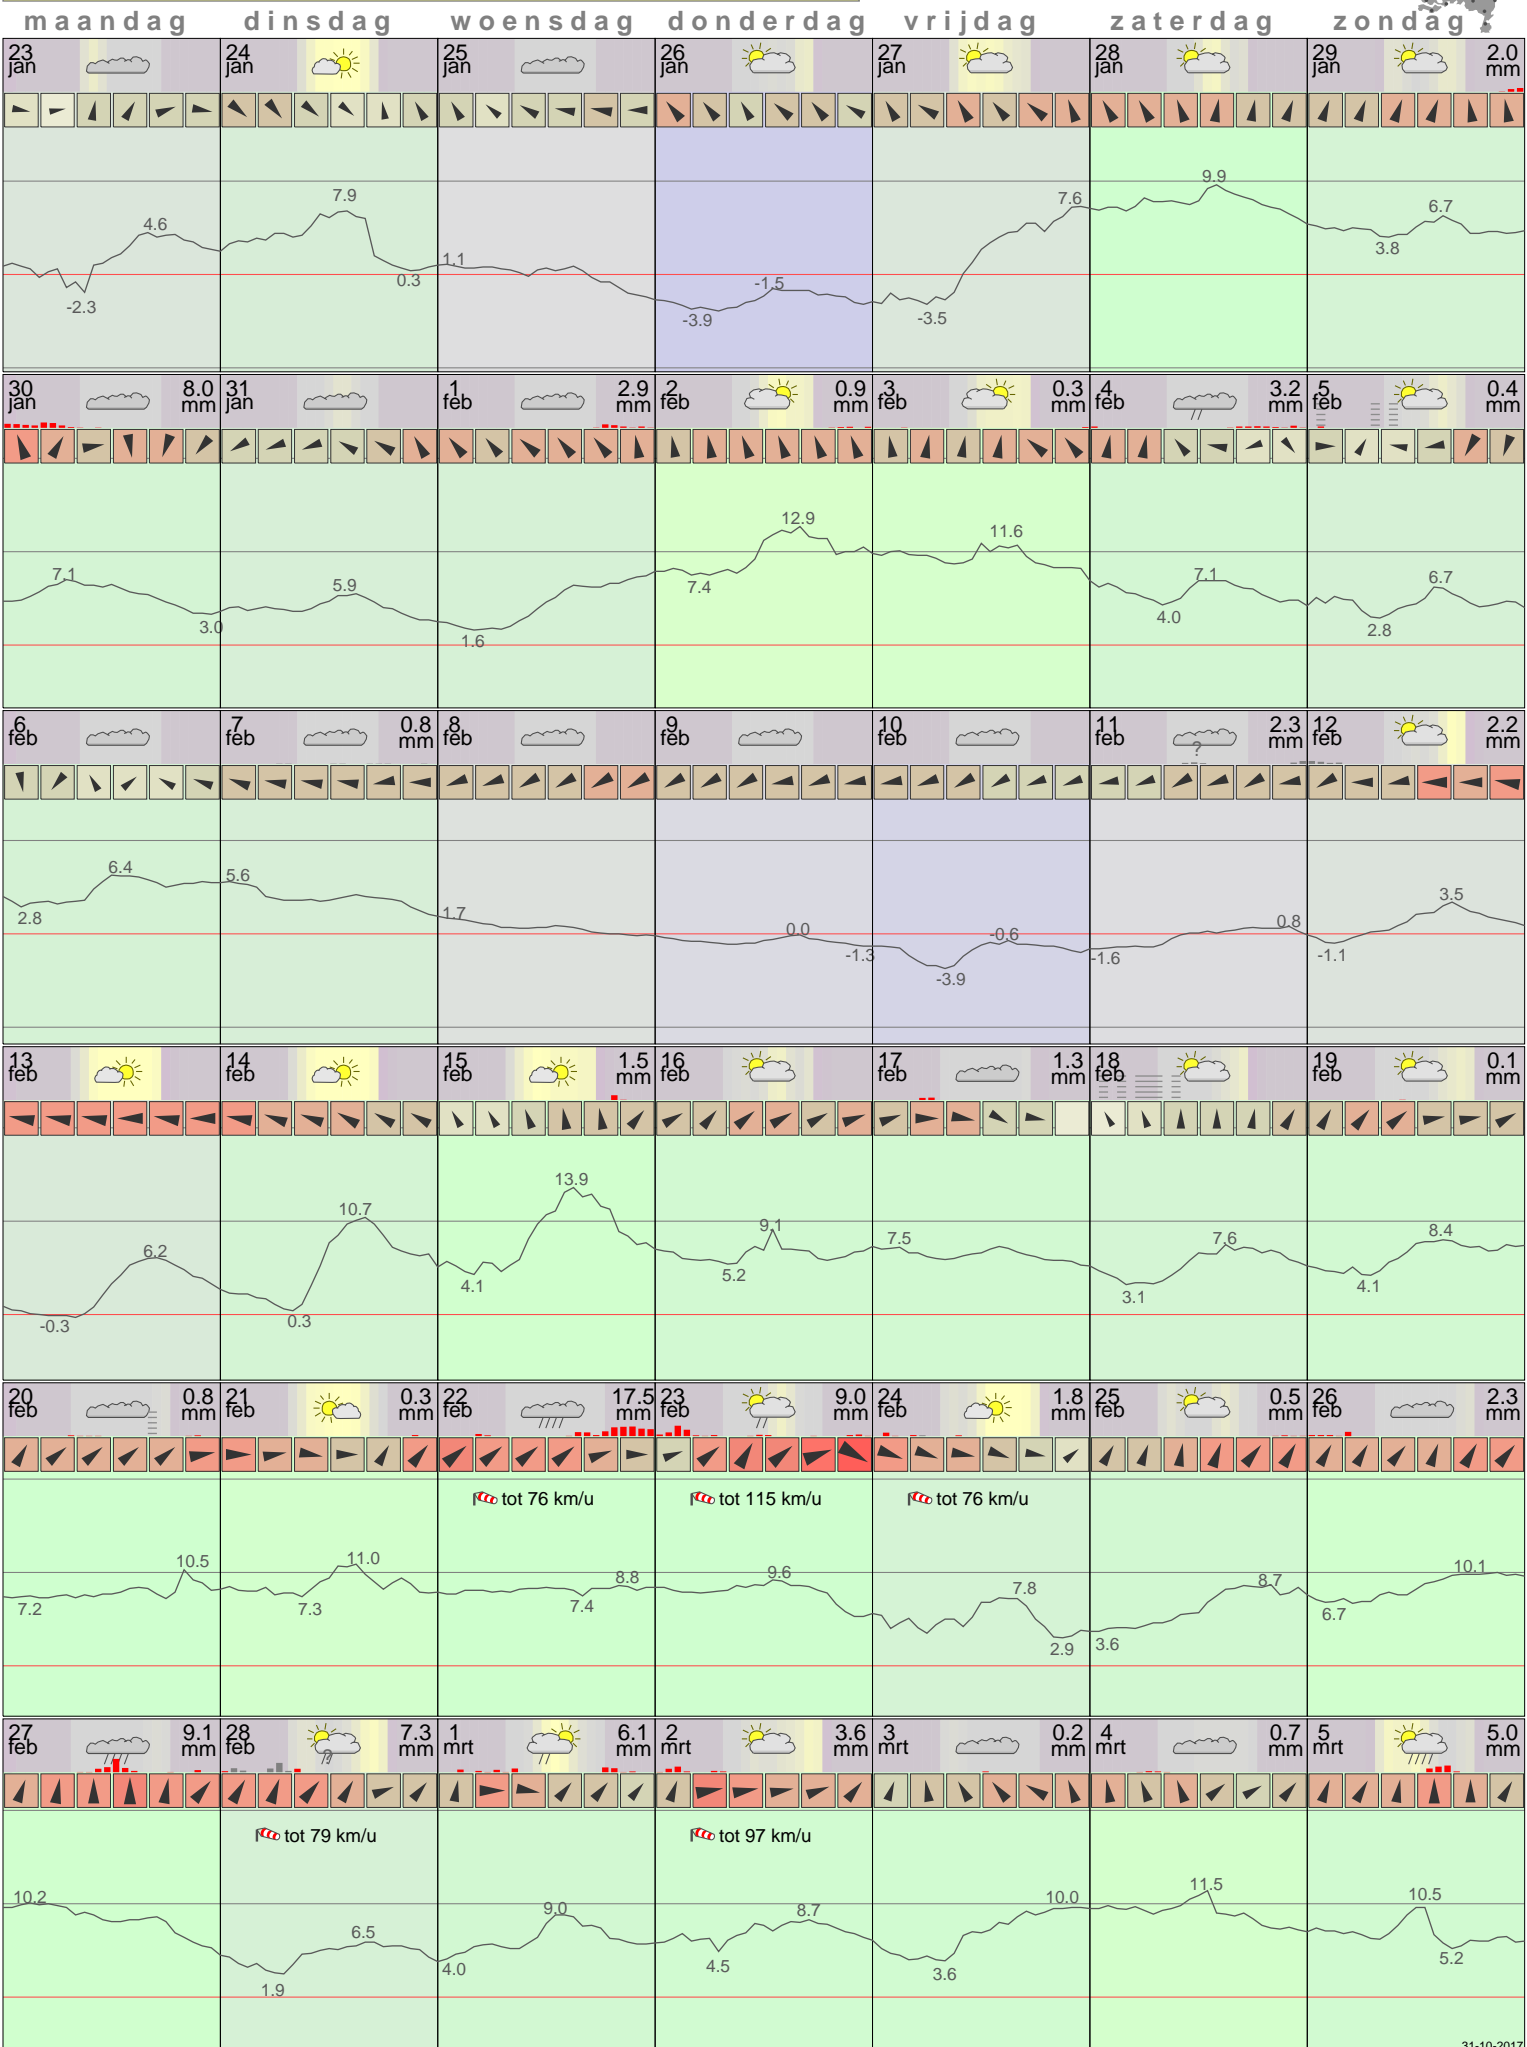 maandag dinsdag woensdag donderdag vrijdag zaterdag zondag
23 24 25 26 27 28 29 2.0
jan jan jan jan jan jan jan mm
7.9 9.9
4.6 7.6 6.7
1.1 3.8
-2.3 0.3 -3.9 -1.5 -3.5
30 8.0 31 1 2.9 2 0.9 3 0.3 4 3.2 5 0.4
jan mm jan feb mm feb mm feb mm feb mm feb mm
12.9 11.6
7.1 5.9 7.4 7.1 6.7
3.0 1.6 4.0 2.8
6 7 0.8 8 9 10 11 2.3 12 2.2
feb feb mm feb feb feb feb ? mm feb mm
6.4 5.6 3.5
2.8 1.7 0.0 -0.6 0.8
-1.3 -3.9 -1.6 -1.1
13 14 15 1.5 16 17 1.3 18 19 0.1
feb feb feb mm feb feb mm feb feb mm
13.9
10.7 9.1 7.5 7.6 8.4
6.2 4.1 5.2 3.1 4.1
-0.3 0.3
20 0.8 21 0.3 22 17.5 23 9.0 24 1.8 25 0.5 26 2.3
feb mm feb mm feb mm feb mm feb mm feb mm feb mm
tot 76 km/u tot 115 km/u tot 76 km/u
10.5 11.0 8.8 9.6 7.8 8.7 10.1
7.2 7.3 7.4 2.9 3.6 6.7
27 9.1 28 7.3 1 6.1 2 3.6 3 0.2 4 0.7 5 5.0
feb mm feb ? mm mrt mm mrt mm mrt mm mrt mm mrt mm
tot 79 km/u tot 97 km/u
10.2 9.0 8.7 10.0 11.5 10.5
6.5 4.0 4.5 3.6 5.2
1.9
31-10-2017